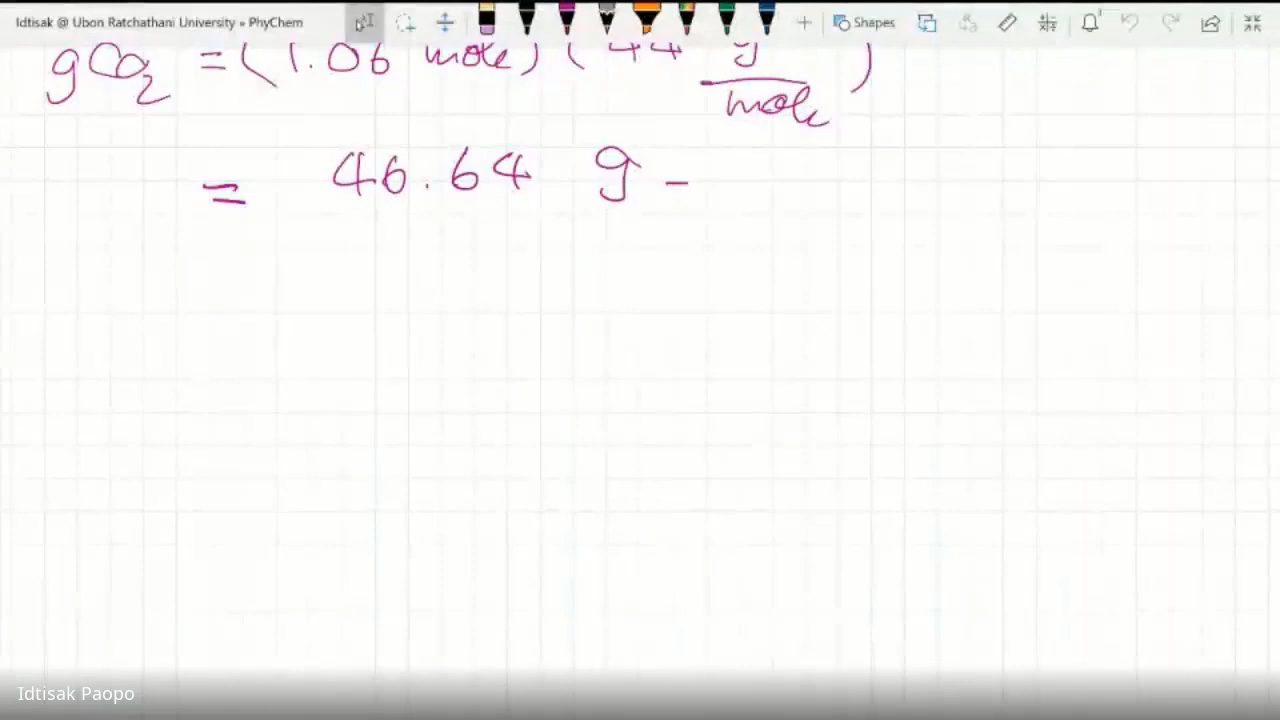 Idtisak @ Ubon Ratchathani University » PhyChem
Shapes
gCO₂ = (1.06 mole) (44 g/mole)
= 46.64 g -
Idtisak Paopo